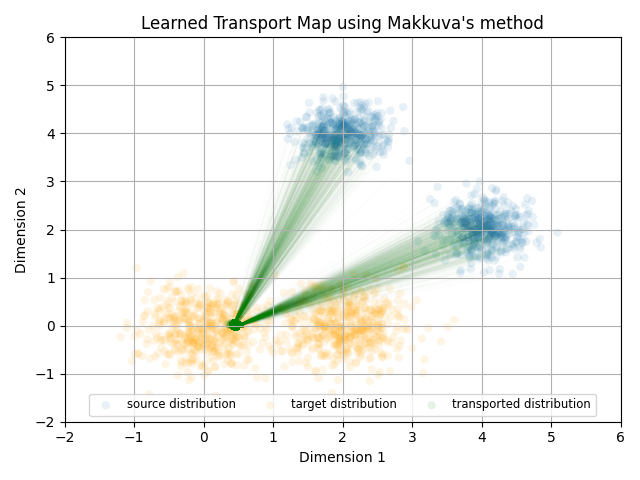 Learned Transport Map using Makkuva's method
Dimension 2
6
5
4
3
2
1
0
−1
−2
source distribution target distribution transported distribution
−2 −1 0 1 2 3 4 5 6
Dimension 1